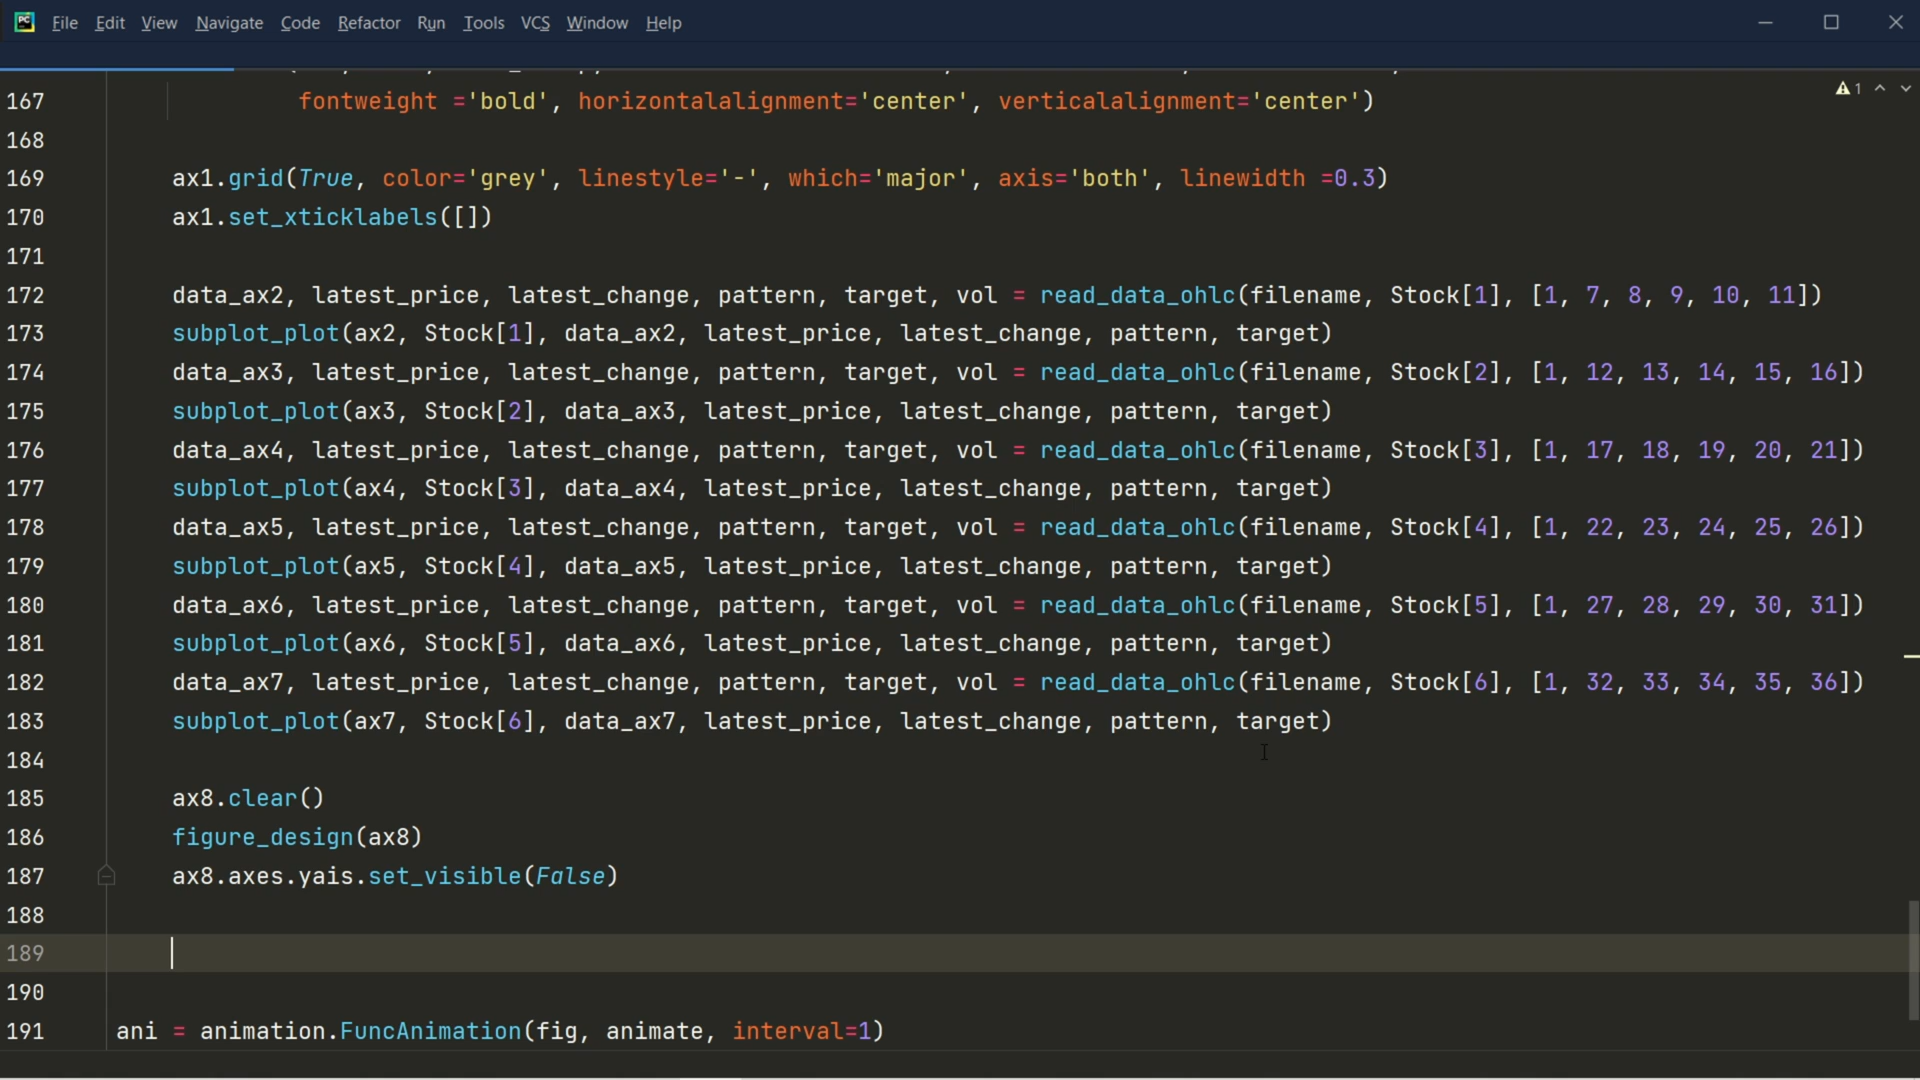 PC File Edit View Navigate Code Refactor Run Tools VCS Window Help
1
167 fontweight ='bold', horizontalalignment='center', verticalalignment='center')
168
169 ax1.grid(True, color='grey', linestyle='-', which='major', axis='both', linewidth =0.3)
170 ax1.set_xticklabels([])
171
172 data_ax2, latest_price, latest_change, pattern, target, vol = read_data_ohlc(filename, Stock[1], [1, 7, 8, 9, 10, 11])
173 subplot_plot(ax2, Stock[1], data_ax2, latest_price, latest_change, pattern, target)
174 data_ax3, latest_price, latest_change, pattern, target, vol = read_data_ohlc(filename, Stock[2], [1, 12, 13, 14, 15, 16])
175 subplot_plot(ax3, Stock[2], data_ax3, latest_price, latest_change, pattern, target)
176 data_ax4, latest_price, latest_change, pattern, target, vol = read_data_ohlc(filename, Stock[3], [1, 17, 18, 19, 20, 21])
177 subplot_plot(ax4, Stock[3], data_ax4, latest_price, latest_change, pattern, target)
178 data_ax5, latest_price, latest_change, pattern, target, vol = read_data_ohlc(filename, Stock[4], [1, 22, 23, 24, 25, 26])
179 subplot_plot(ax5, Stock[4], data_ax5, latest_price, latest_change, pattern, target)
180 data_ax6, latest_price, latest_change, pattern, target, vol = read_data_ohlc(filename, Stock[5], [1, 27, 28, 29, 30, 31])
181 subplot_plot(ax6, Stock[5], data_ax6, latest_price, latest_change, pattern, target)
182 data_ax7, latest_price, latest_change, pattern, target, vol = read_data_ohlc(filename, Stock[6], [1, 32, 33, 34, 35, 36])
183 subplot_plot(ax7, Stock[6], data_ax7, latest_price, latest_change, pattern, target)
184
185 ax8.clear()
186 figure_design(ax8)
187 ax8.axes.yais.set_visible(False)
188
189
190
191 ani = animation.FuncAnimation(fig, animate, interval=1)